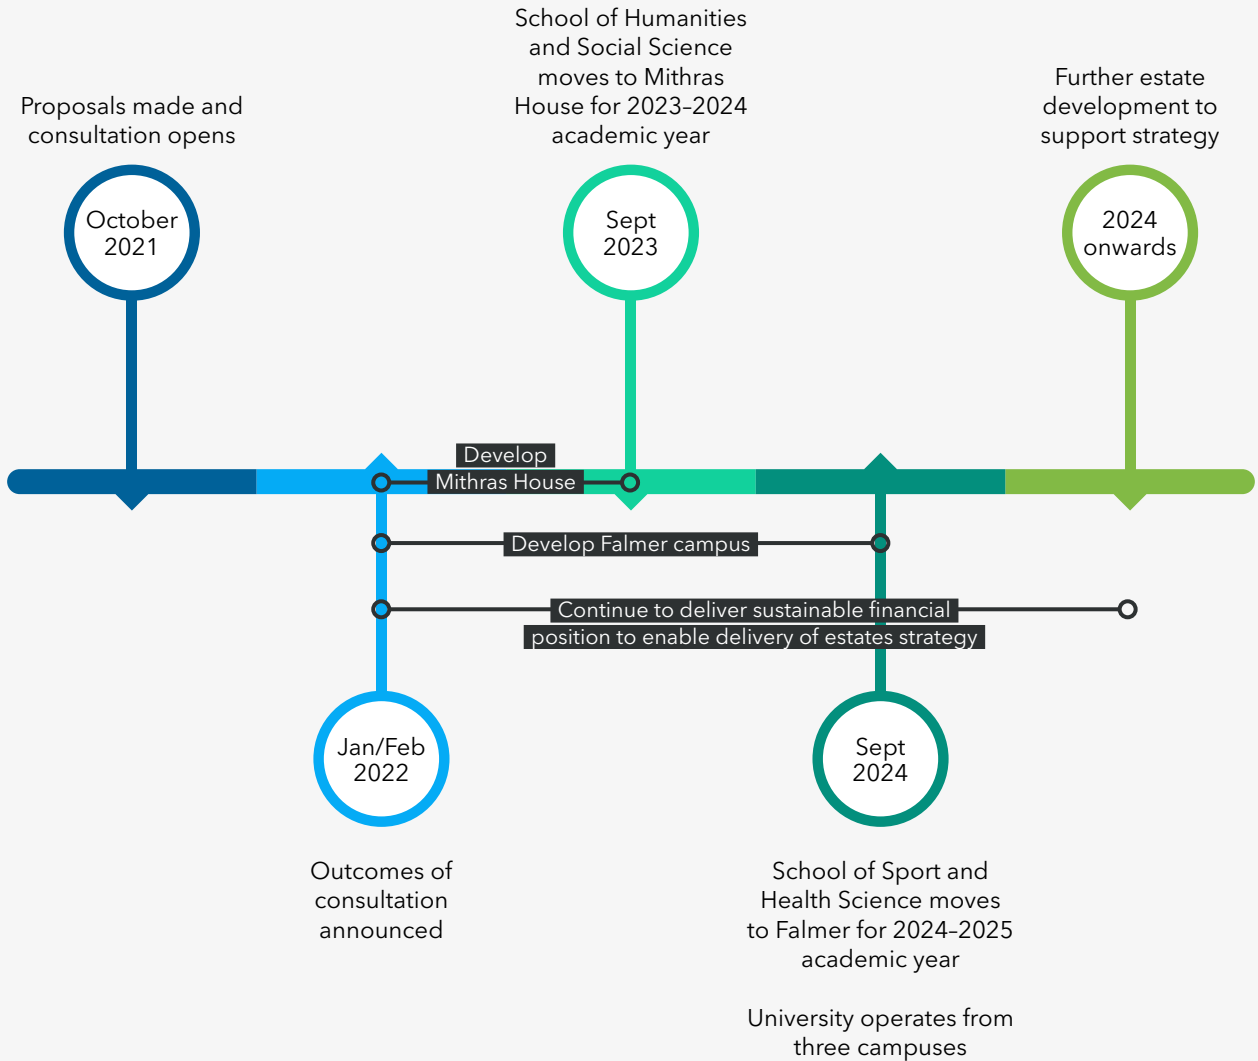 Proposals made and
consultation opens
October
2021
School of Humanities
and Social Science
moves to Mithras
House for 2023–2024
academic year
Sept
2023
Further estate
development to
support strategy
2024
onwards
Develop
Mithras House
Develop Falmer campus
Continue to deliver sustainable financial
position to enable delivery of estates strategy
Jan/Feb
2022
Outcomes of
consultation
announced
Sept
2024
School of Sport and
Health Science moves
to Falmer for 2024–2025
academic year
University operates from
three campuses